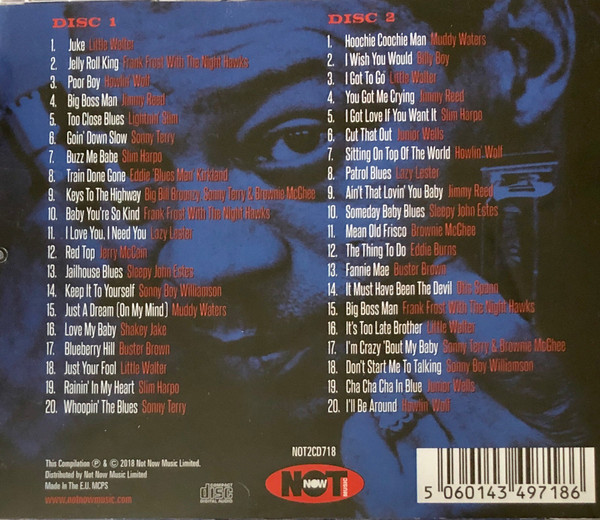 DISC 1
1. Juke Little Walter
2. Jelly Roll King Frank Frost With The Night Hawks
3. Poor Boy Howlin' Wolf
4. Big Boss Man Jimmy Reed
5. Too Close Blues Lightnin Slim
6. Goin' Down Slow Sonny Terry
7. Buzz Me Babe Slim Harpo
8. Train Done Gone Eddie 'Blues Man' Kirkland
9. Keys To The Highway Big Bill Broonzy, Sonny Terry & Brownie McGhee
10. Baby You're So Kind Frank Frost With The Night Hawks
11. I Love You. I Need You Lazy Lester
12. Red Top Jerry McCain
13. Jailhouse Blues Sleepy John Estes
14. Keep It To Yourself Sonny Boy Williamson
15. Just A Dream (On My Mind) Muddy Waters
16. Love My Baby Shakey Jake
17. Blueberry Hill Buster Brown
18. Just Your Fool Little Walter
19. Rainin' In My Heart Slim Harpo
20. Whoopin' The Blues Sonny Terry
DISC 2
1. Hoochie Coochie Man Muddy Waters
2. I Wish You Would Billy Boy
3. I Got To Go Little Walter
4. You Got Me Crying Jimmy Reed
5. I Got Love If You Want It Slim Harpo
6. Cut That Out Junior Wells
7. Sitting On Top Of The World Howlin' Wolf
8. Patrol Blues Lazy Lester
9. Ain't That Lovin' You Baby Jimmy Reed
10. Someday Baby Blues Sleepy John Estes
11. Mean Old Frisco Brownie McGhee
12. The Thing To Do Eddie Burns
13. Fannie Mae Buster Brown
14. It Must Have Been The Devil Otis Spann
15. Big Boss Man Frank Frost With The Night Hawks
16. It's Too Late Brother Little Walter
17. I'm Crazy 'Bout My Baby Sonny Terry & Brownie McGhee
18. Don't Start Me To Talking Sonny Boy Williamson
19. Cha Cha Cha In Blue Junior Wells
20. I'll Be Around Howlin' Wolf
This Compilation ℗ & © 2018 Not Now Music Limited.
Distributed by Not Now Music Limited
Made In The E.U. MCPS
www.notnowmusic.com
COMPACT
disc
DIGITAL AUDIO
NOT2CD718
NOT NOW MUSIC
5 060143 497186